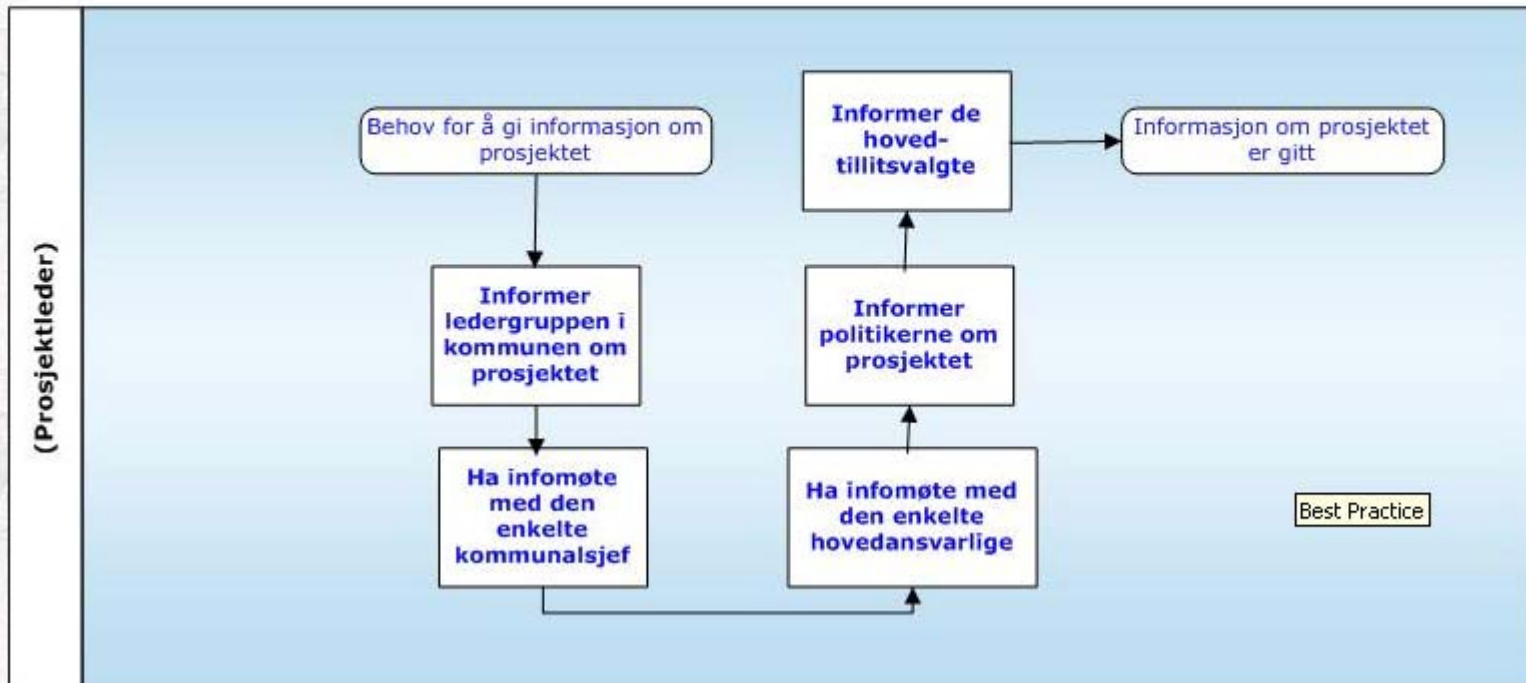 (Prosjektleder)
Behov for å gi informasjon om
prosjektet
Informer
ledergruppen i
kommunen om
prosjektet
Ha infomøte
med den
enkelte
kommunalsjef
Ha infomøte med
den enkelte
hovedansvarlige
Informer
politikerne om
prosjektet
Informer de
hoved-
tillitsvalgte
Informasjon om prosjektet
er gitt
Best Practice